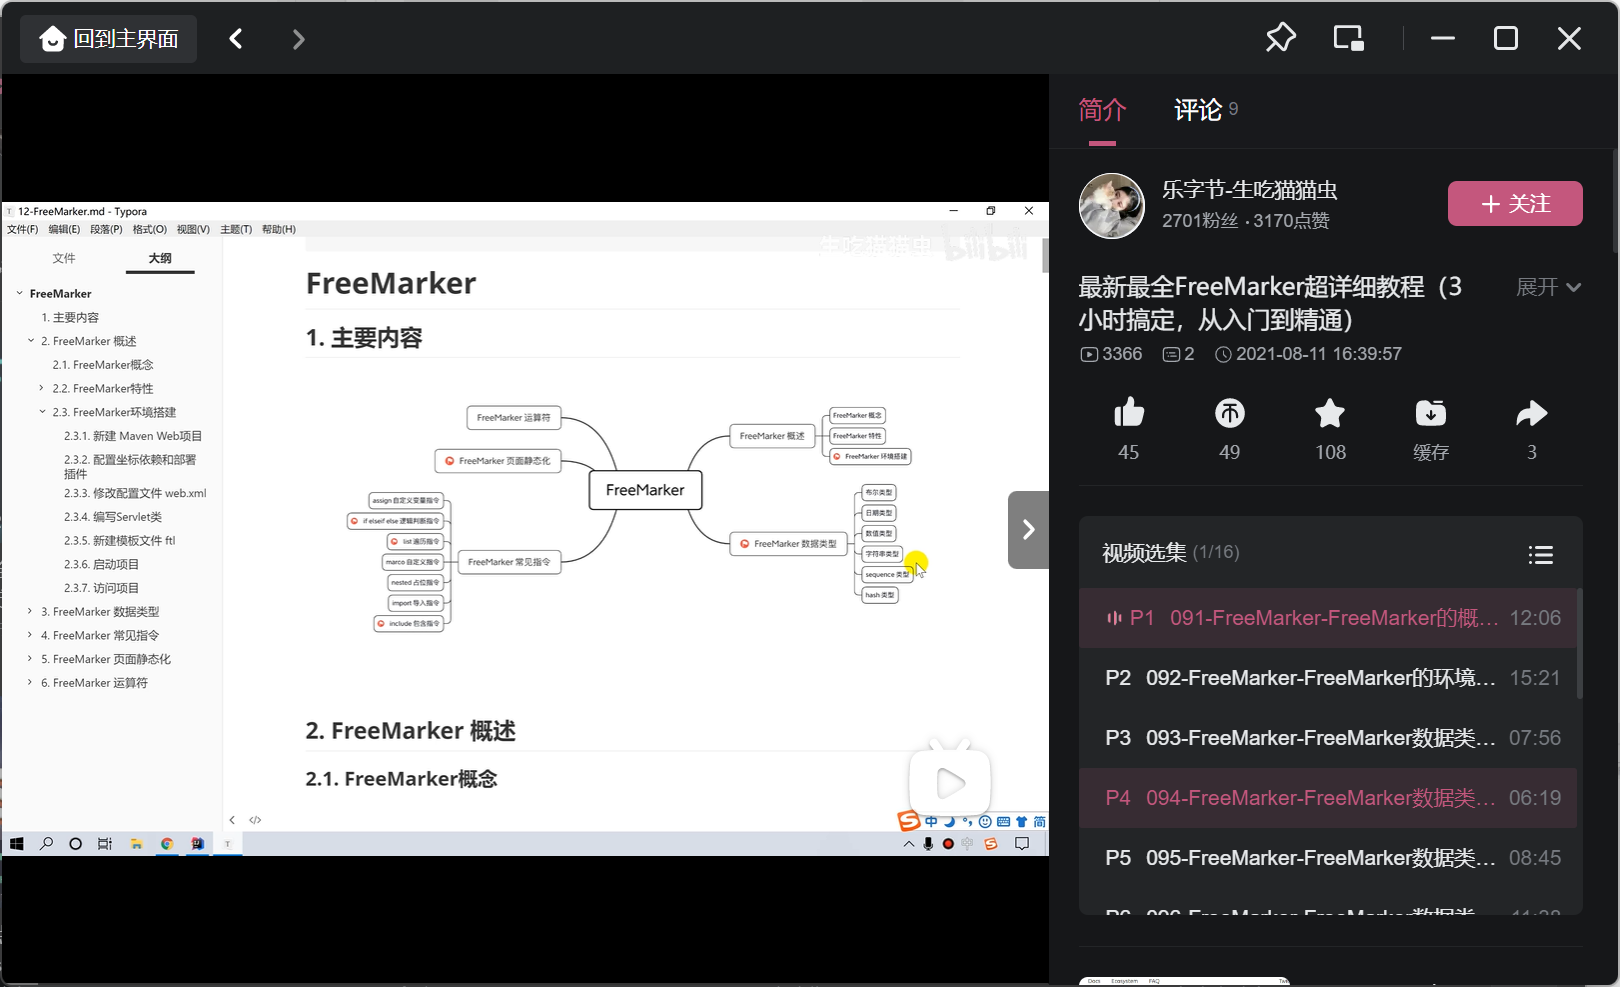 回到主界面
12-FreeMarker.md - Typora
文件(F) 编辑(E) 段落(P) 格式(O) 视图(V) 主题(T) 帮助(H)
文件 大纲
FreeMarker
1. 主要内容
2. FreeMarker 概述
2.1. FreeMarker概念
2.2. FreeMarker特性
2.3. FreeMarker环境搭建
2.3.1. 新建 Maven Web项目
2.3.2. 配置坐标依赖和部署
插件
2.3.3. 修改配置文件 web.xml
2.3.4. 编写Servlet类
2.3.5. 新建模板文件 ftl
2.3.6. 启动项目
2.3.7. 访问项目
3. FreeMarker 数据类型
4. FreeMarker 常见指令
5. FreeMarker 页面静态化
6. FreeMarker 运算符
生吃猫猫虫 bilibili
FreeMarker
1. 主要内容
FreeMarker 运算符
FreeMarker 页面静态化
assign 自定义变量指令
if elseif else 逻辑判断指令
list 遍历指令
marco 自定义指令
nested 占位指令
import 导入指令
include 包含指令
FreeMarker 常见指令
FreeMarker
FreeMarker 概述
FreeMarker 概念
FreeMarker 特性
FreeMarker 环境搭建
FreeMarker 数据类型
布尔类型
日期类型
数值类型
字符串类型
sequence 类型
hash 类型
2. FreeMarker 概述
2.1. FreeMarker概念
</>
中 简
简介 评论 9
乐字节-生吃猫猫虫
2701粉丝 · 3170点赞
+ 关注
最新最全FreeMarker超详细教程（3
小时搞定，从入门到精通）
展开
3366 2 2021-08-11 16:39:57
45 49 108 缓存 3
视频选集 (1/16)
P1 091-FreeMarker-FreeMarker的概... 12:06
P2 092-FreeMarker-FreeMarker的环境... 15:21
P3 093-FreeMarker-FreeMarker数据类... 07:56
P4 094-FreeMarker-FreeMarker数据类... 06:19
P5 095-FreeMarker-FreeMarker数据类... 08:45
P6 096-FreeMarker-FreeMarker数据类... 11:28
Docs Ecosystem FAQ